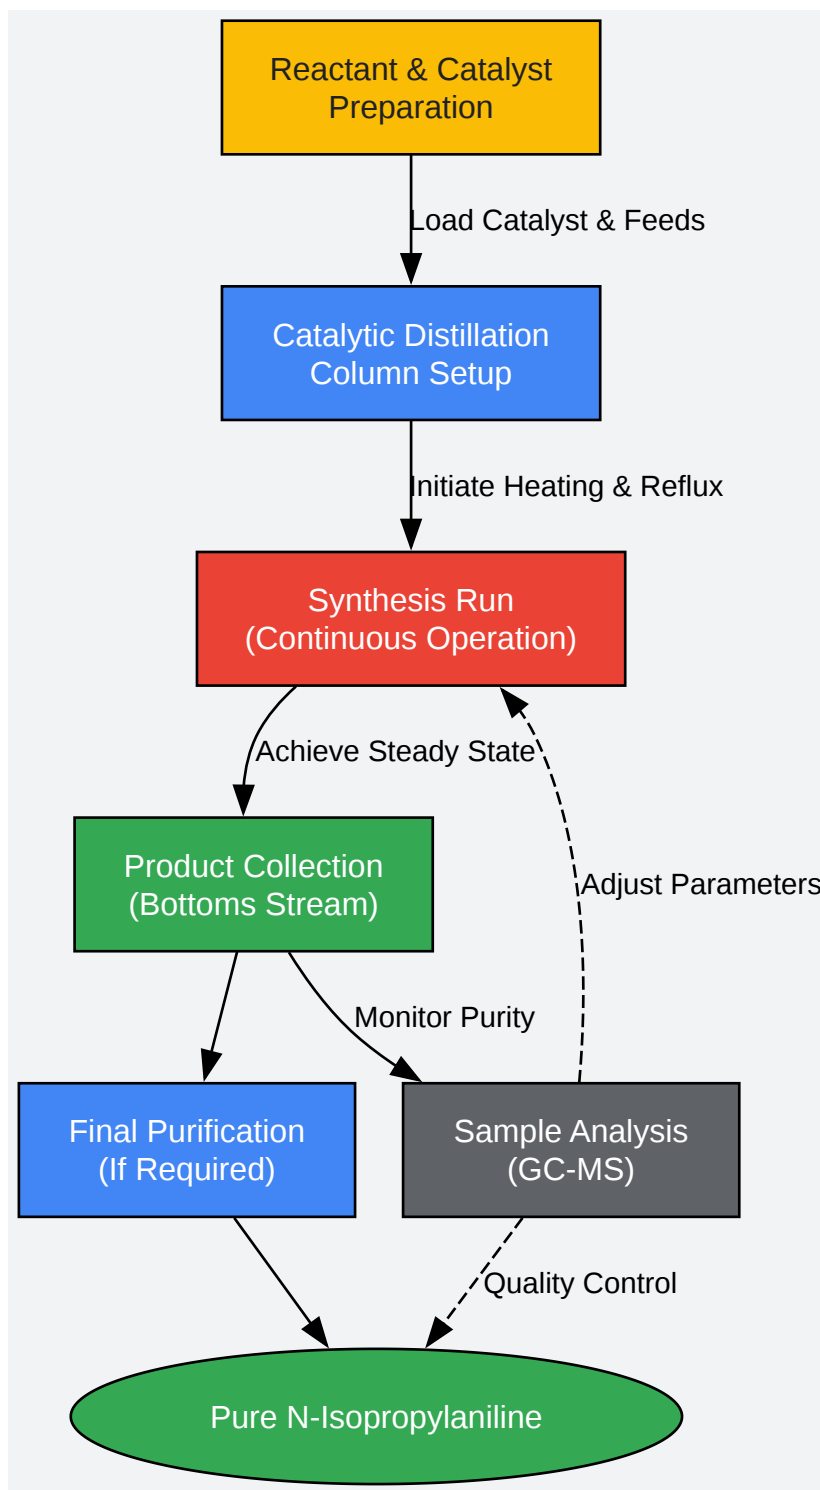 Reactant & Catalyst
Preparation
Load Catalyst & Feeds
Catalytic Distillation
Column Setup
Initiate Heating & Reflux
Synthesis Run
(Continuous Operation)
Achieve Steady State
Product Collection
(Bottoms Stream)
Adjust Parameters
Monitor Purity
Final Purification
(If Required)
Sample Analysis
(GC-MS)
Quality Control
Pure N-Isopropylaniline